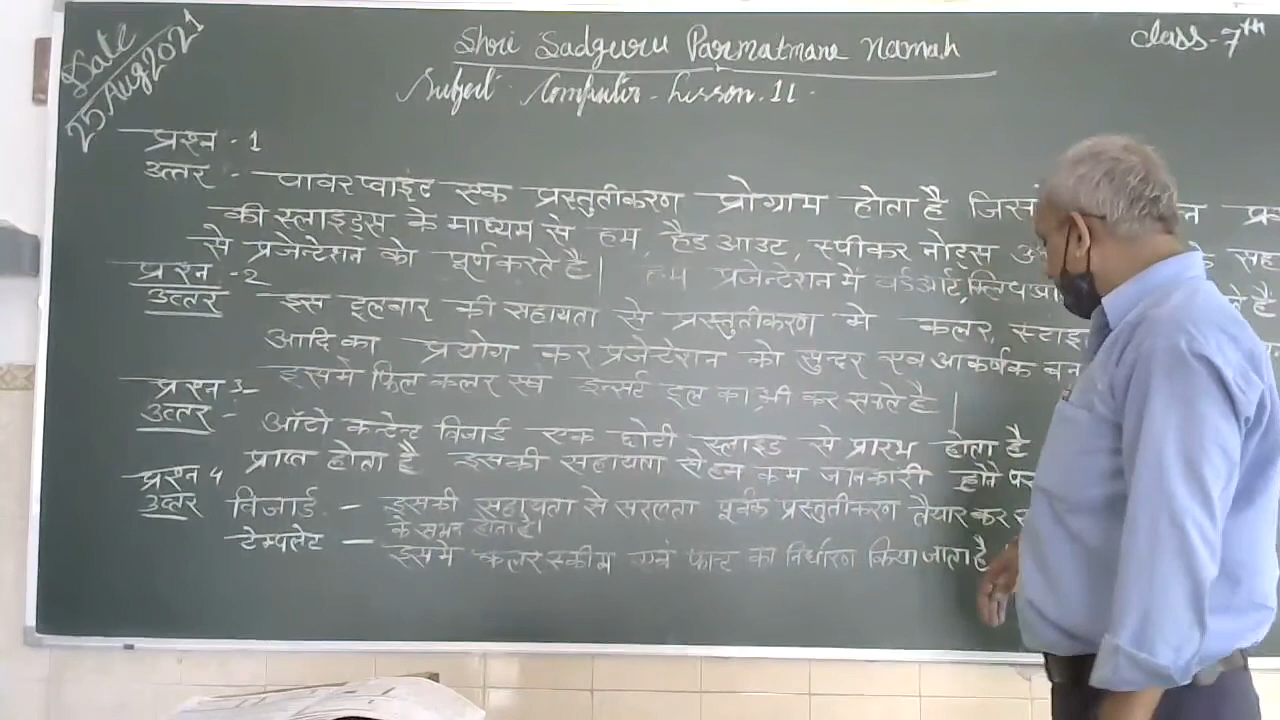 Date
25 Aug 2021
Shri Sadguru Parmatmane Namah
Class-7th
Subject - Computer - Lesson. 11.
प्रश्न - 1
उत्तर :- पावरप्वाइंट एक प्रस्तुतीकरण प्रोग्राम होता है
की स्लाइड्स के माध्यम से हम, हैड आउट, स्पीकर नोट्स
से प्रजेन्टेशन को पूर्ण करते है| हम प्रजेन्टेशन में वर्डआर्ट,
प्रश्न - 2
उत्तर इस टूलबार की सहायता से प्रस्तुतीकरण मे कलर,
आदि का प्रयोग कर प्रजेन्टेशन को सुन्दर एव आकर्षक
इसमे फिल कलर एव इन्सर्ट टूल का भी कर सकते है |
प्रश्न 3-
उत्तर - ऑटो कन्टेन्ट विजार्ड एक छोटी स्लाइड से प्रारम्भ होता है
प्राप्त होता है इसकी सहायता से हम कम जानकारी होने पर
प्रश्न 4
उत्तर विजार्ड - इसकी सहायता से सरलता पूर्वक प्रस्तुतीकरण तैयार कर
होता है।
टेम्पलेट - इसमे कलर स्कीम एवं फान्ट का निर्धारण किया जाता है